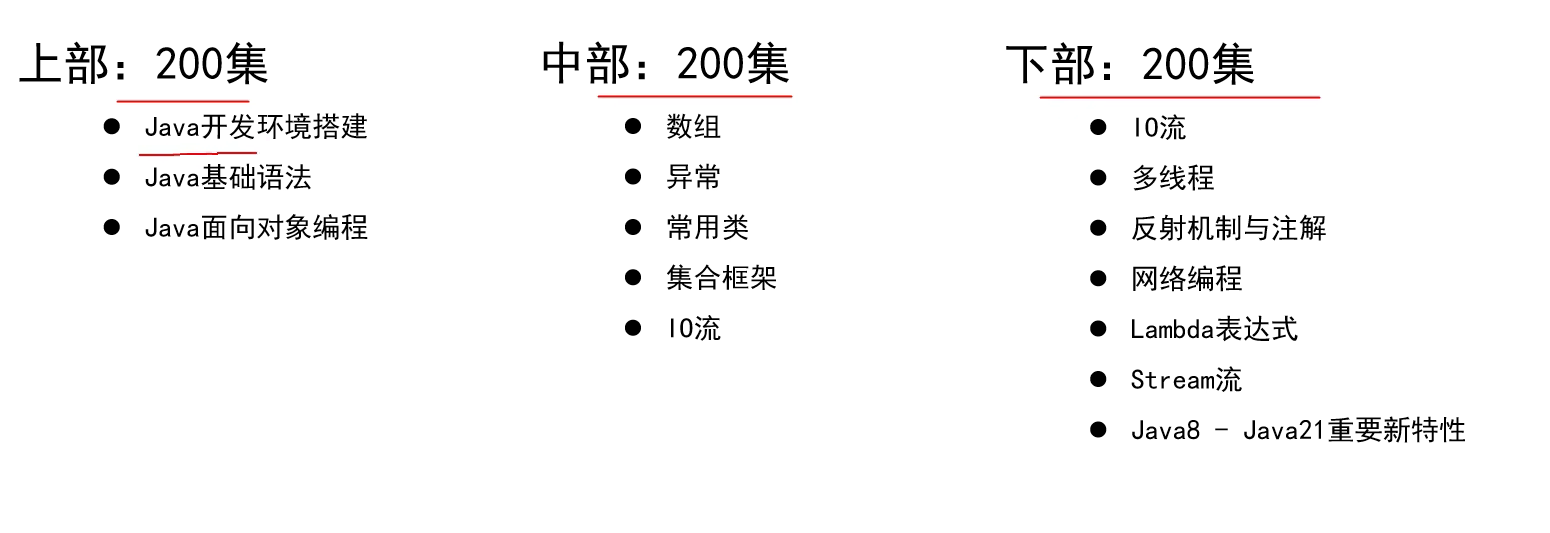 上部：200集
● Java开发环境搭建
● Java基础语法
● Java面向对象编程
中部：200集
● 数组
● 异常
● 常用类
● 集合框架
● IO流
下部：200集
● IO流
● 多线程
● 反射机制与注解
● 网络编程
● Lambda表达式
● Stream流
● Java8 - Java21重要新特性